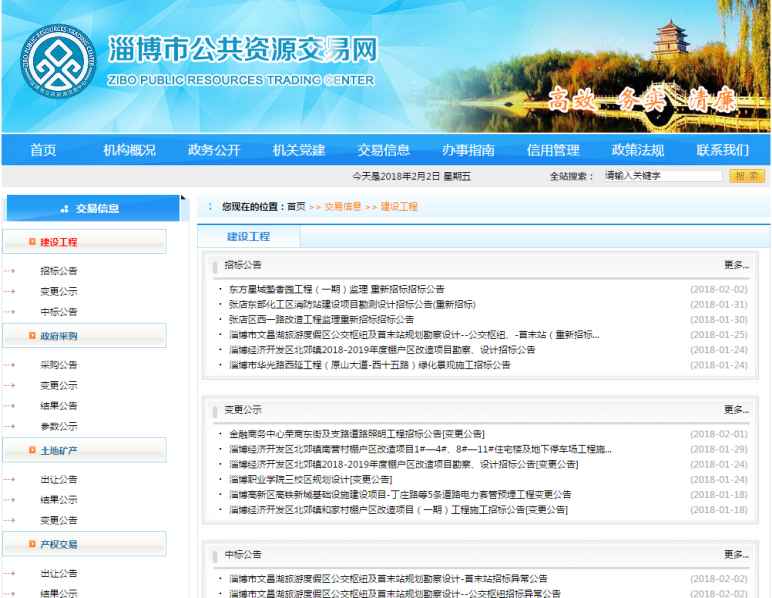 淄博市公共资源交易网
ZIBO PUBLIC RESOURCES TRADING CENTER
高效 务实 清廉
首页 机构概况 政务公开 机关党建 交易信息 办事指南 信用管理 政策法规 联系我们
今天是2018年2月2日 星期五 全站搜索： 请输入关键字 搜 索
交易信息
建设工程
招标公告
变更公示
中标公告
政府采购
采购公告
变更公示
结果公告
参数公示
土地矿产
出让公告
结果公示
变更公告
产权交易
出让公告
结果公示
您现在的位置：首页 >> 交易信息 >> 建设工程
建设工程
招标公告 更多...
东方星城馨香园工程（一期）监理 重新招标招标公告 (2018-02-02)
张店东部化工区消防站建设项目勘测设计招标公告(重新招标) (2018-01-31)
张店区西一路改造工程监理重新招标招标公告 (2018-01-30)
淄博市文昌湖旅游度假区公交枢纽及首末站规划勘察设计--公交枢纽、-首末站（重新招标... (2018-01-25)
淄博经济开发区北郊镇2018-2019年度棚户区改造项目勘察、设计招标公告 (2018-01-24)
淄博市华光路西延工程（原山大道-西十五路）绿化景观施工招标公告 (2018-01-24)
变更公示 更多...
金融商务中心荣商东街及支路道路照明工程招标公告[变更公告] (2018-02-01)
淄博经济开发区北郊镇南营村棚户区改造项目1#—4#、8#—11#住宅楼及地下停车场工程施... (2018-01-29)
淄博经济开发区北郊镇2018-2019年度棚户区改造项目勘察、设计招标公告[变更公告] (2018-01-24)
淄博职业学院三校区规划设计[变更公告] (2018-01-24)
淄博高新区高铁新城基础设施建设项目-丁庄路等5条道路电力套管预埋工程变更公告 (2018-01-18)
淄博经济开发区北郊镇和家村棚户区改造项目（一期）工程施工招标公告[变更公告] (2018-01-18)
中标公告 更多...
淄博市文昌湖旅游度假区公交枢纽及首末站规划勘察设计-首末站招标异常公告 (2018-02-02)
淄博市文昌湖旅游度假区公交枢纽及首末站规划勘察设计--公交枢纽招标异常公告 (2018-02-02)